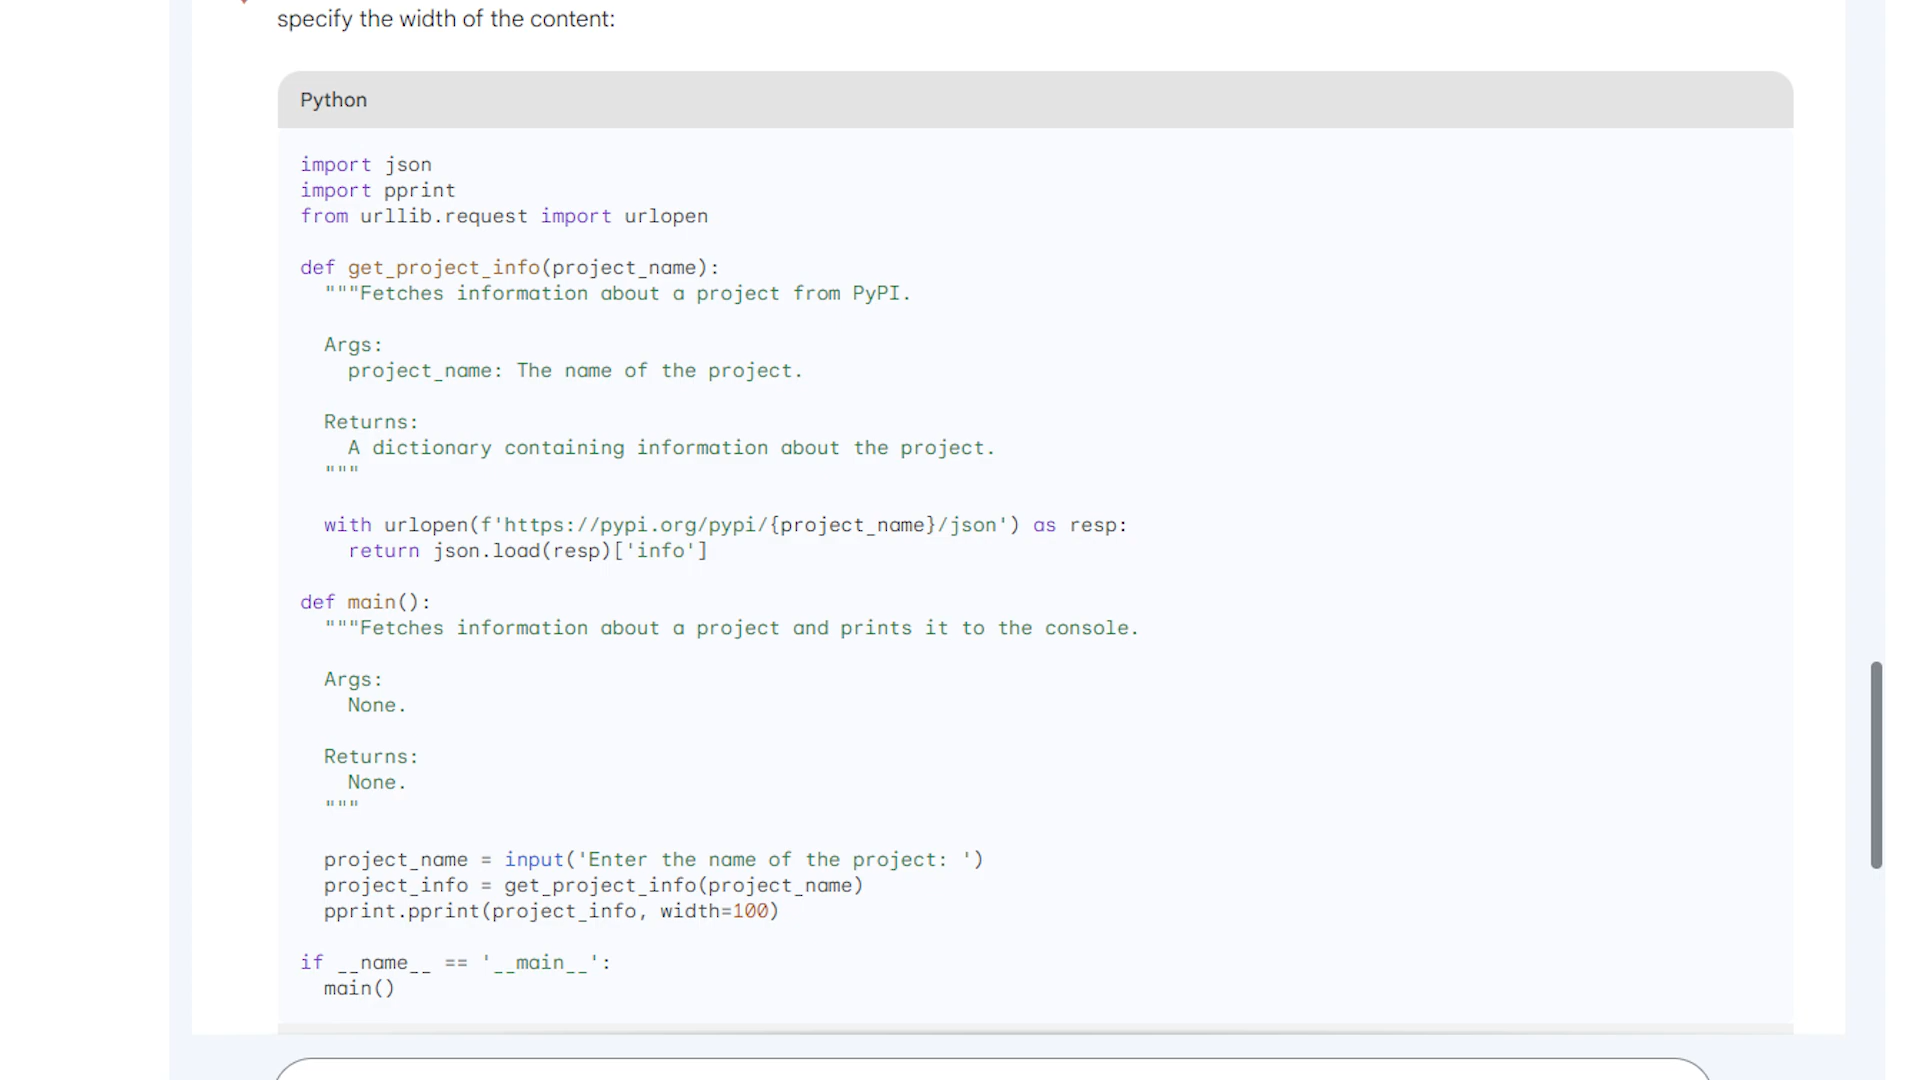 specify the width of the content:
Python
import json
import pprint
from urllib.request import urlopen
def get_project_info(project_name):
"""Fetches information about a project from PyPI.
Args:
project_name: The name of the project.
Returns:
A dictionary containing information about the project.
"""
with urlopen(f'https://pypi.org/pypi/{project_name}/json') as resp:
return json.load(resp)['info']
def main():
"""Fetches information about a project and prints it to the console.
Args:
None.
Returns:
None.
"""
project_name = input('Enter the name of the project: ')
project_info = get_project_info(project_name)
pprint.pprint(project_info, width=100)
if __name__ == '__main__':
main()